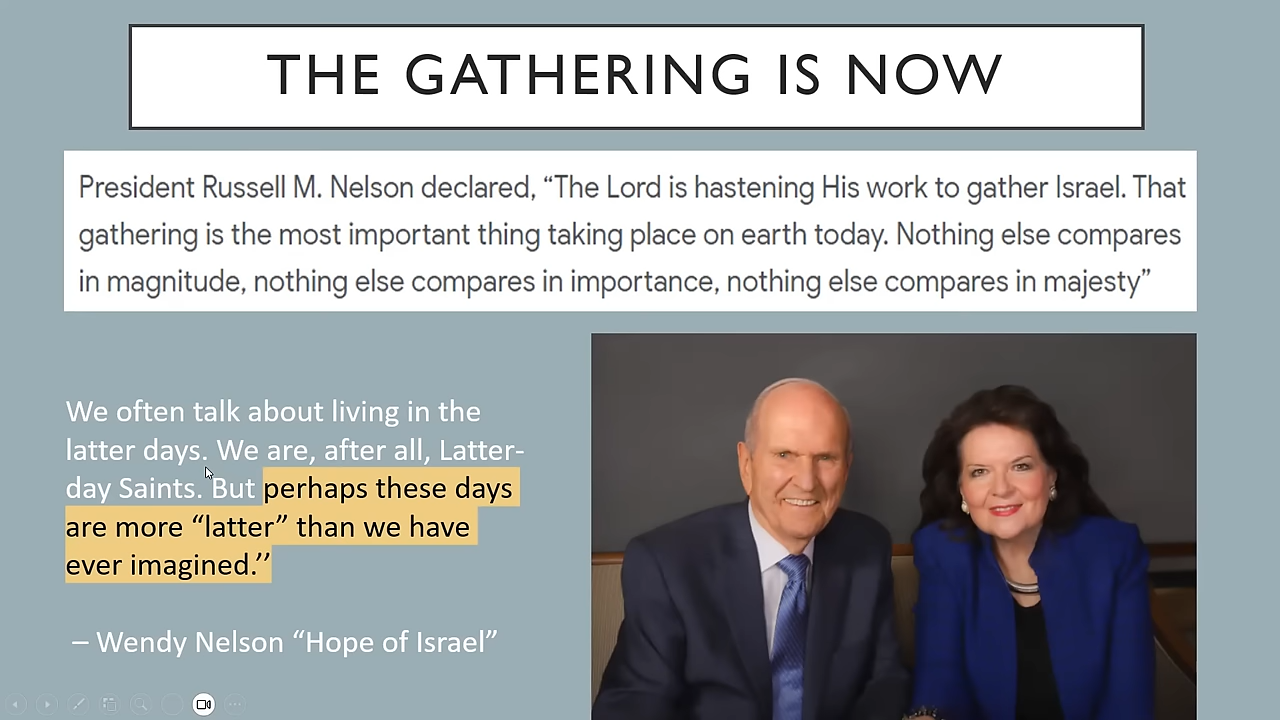 THE GATHERING IS NOW
President Russell M. Nelson declared, “The Lord is hastening His work to gather Israel. That
gathering is the most important thing taking place on earth today. Nothing else compares
in magnitude, nothing else compares in importance, nothing else compares in majesty”
We often talk about living in the
latter days. We are, after all, Latter-
day Saints. But perhaps these days
are more “latter” than we have
ever imagined.’’
– Wendy Nelson “Hope of Israel”